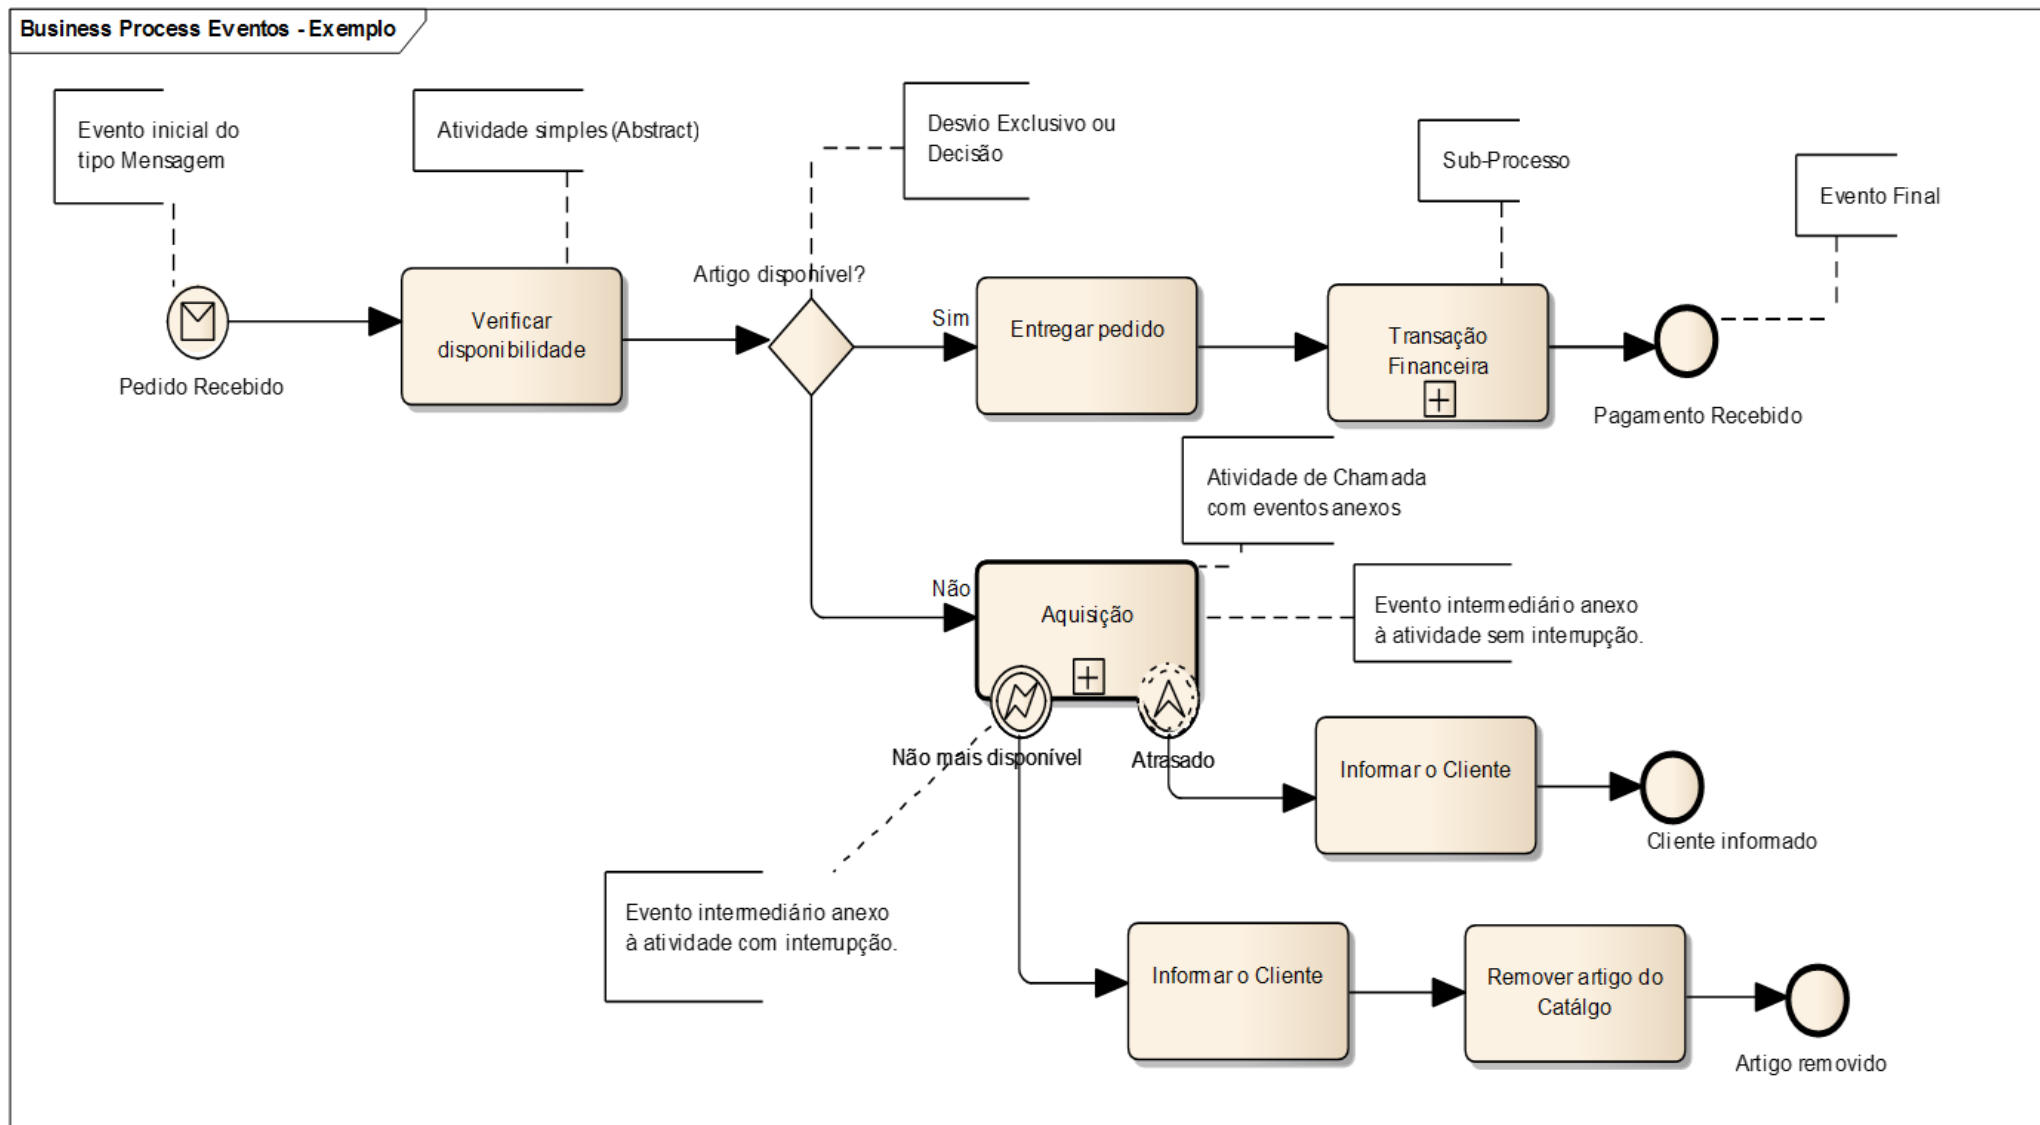 Business Process Eventos - Exemplo
Evento inicial do
tipo Mensagem
Atividade simples (Abstract)
Desvio Exclusivo ou
Decisão
Sub-Processo
Evento Final
Artigo disponível?
Pedido Recebido
Verificar
disponibilidade
Sim
Entregar pedido
Transação
Financeira
Pagamento Recebido
Atividade de Chamada
com eventos anexos
Não
Aquisição
Evento intermediário anexo
à atividade sem interrupção.
Não mais disponível
Atrasado
Informar o Cliente
Cliente informado
Evento intermediário anexo
à atividade com interrupção.
Informar o Cliente
Remover artigo do
Catálgo
Artigo removido